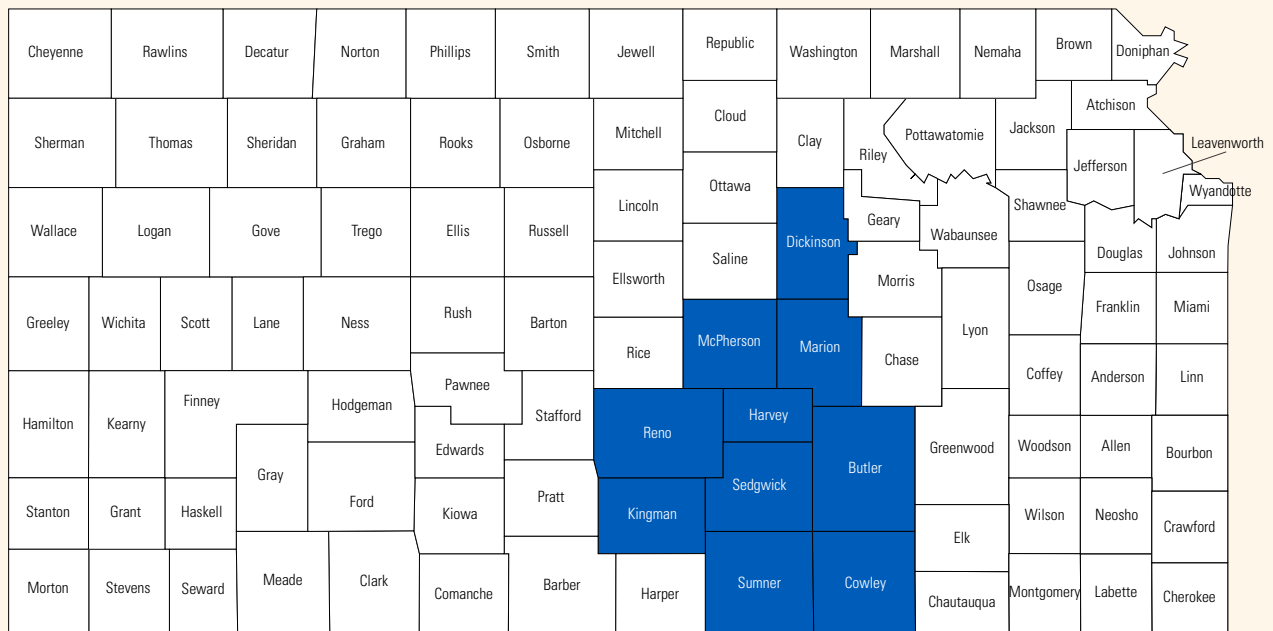 Cheyenne
Rawlins
Decatur
Norton
Phillips
Smith
Jewell
Republic
Washington
Marshall
Nemaha
Brown
Doniphan
Sherman
Thomas
Sheridan
Graham
Rooks
Osborne
Mitchell
Cloud
Clay
Riley
Pottawatomie
Jackson
Atchison
Jefferson
Leavenworth
Wyandotte
Wallace
Logan
Gove
Trego
Ellis
Russell
Lincoln
Ottawa
Dickinson
Geary
Wabaunsee
Shawnee
Douglas
Johnson
Ellsworth
Saline
Morris
Osage
Franklin
Miami
Greeley
Wichita
Scott
Lane
Ness
Rush
Barton
Rice
McPherson
Marion
Chase
Lyon
Coffey
Anderson
Linn
Hamilton
Kearny
Finney
Hodgeman
Pawnee
Stafford
Reno
Harvey
Butler
Greenwood
Woodson
Allen
Bourbon
Gray
Edwards
Sedgwick
Stanton
Grant
Haskell
Ford
Kiowa
Pratt
Kingman
Elk
Wilson
Neosho
Crawford
Morton
Stevens
Seward
Meade
Clark
Comanche
Barber
Harper
Sumner
Cowley
Chautauqua
Montgomery
Labette
Cherokee